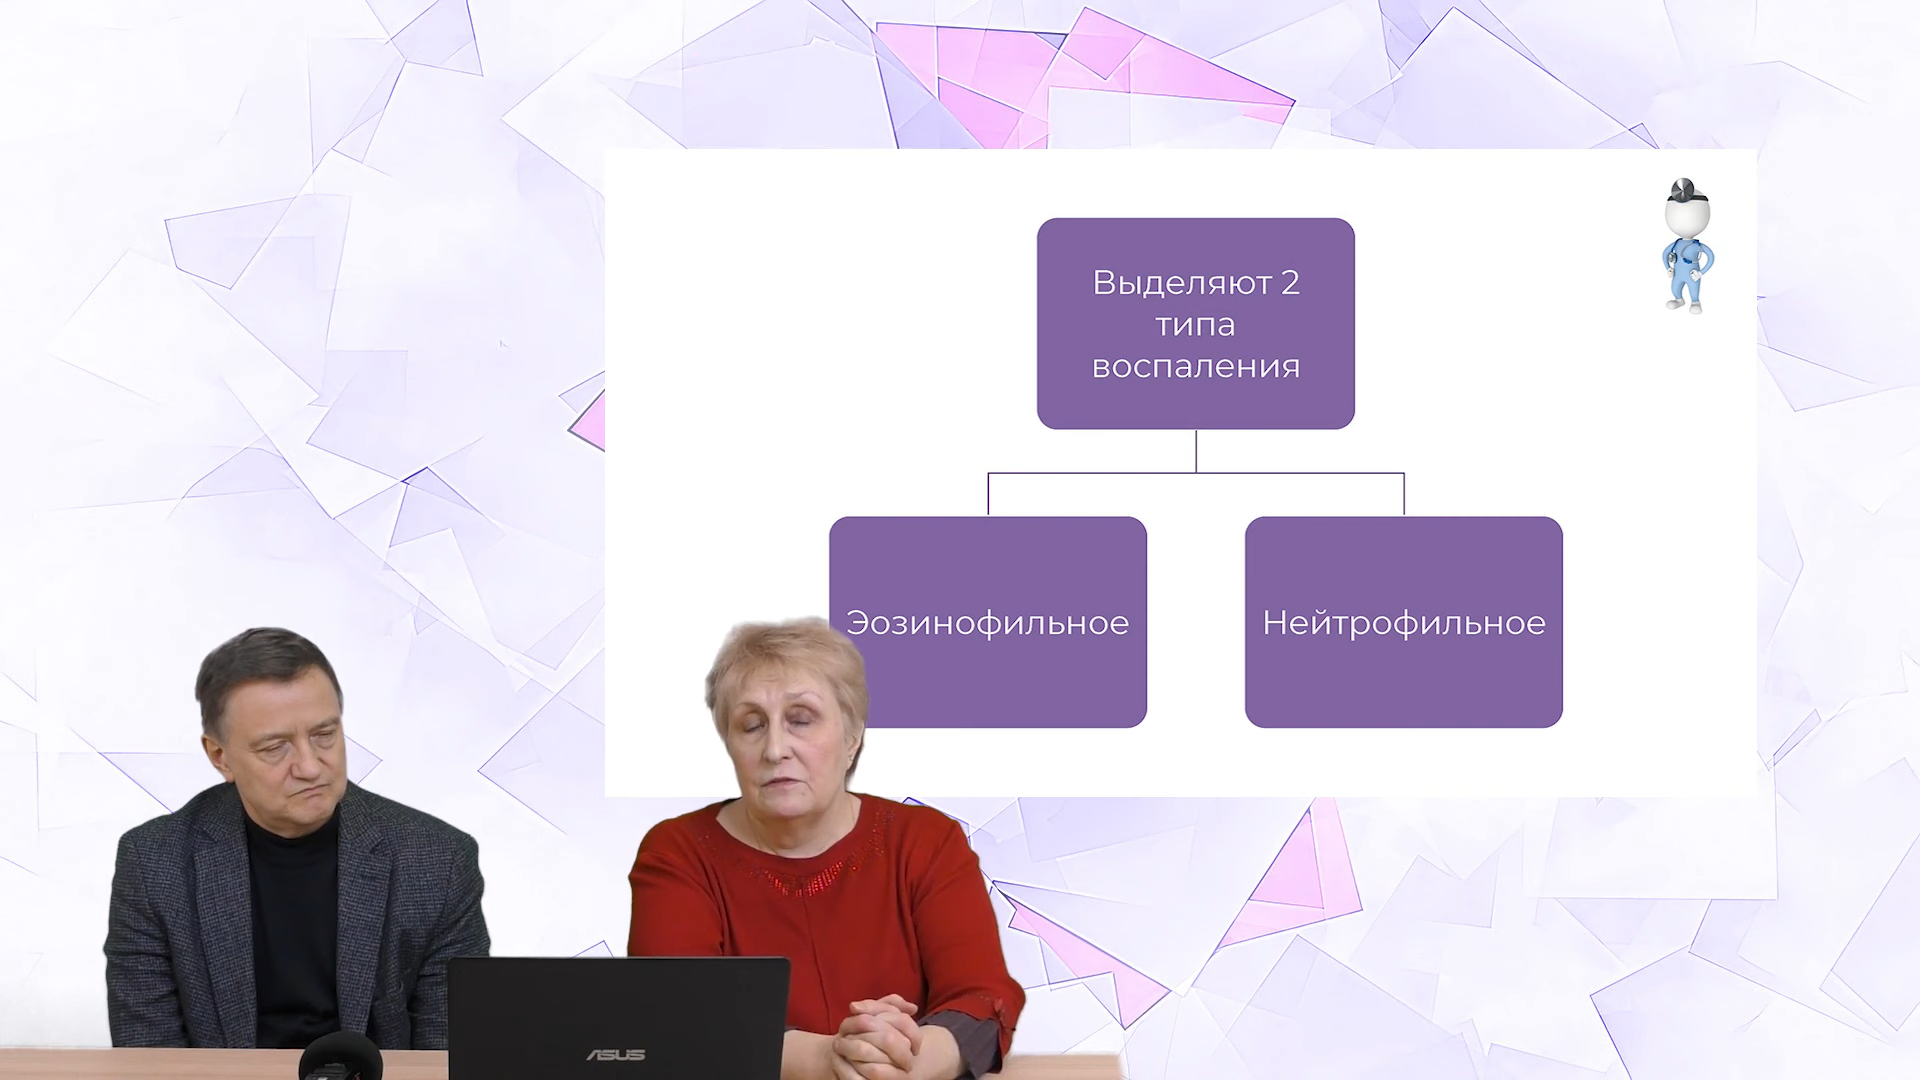 Выделяют 2
типа
воспаления
Эозинофильное
Нейтрофильное
ASUS